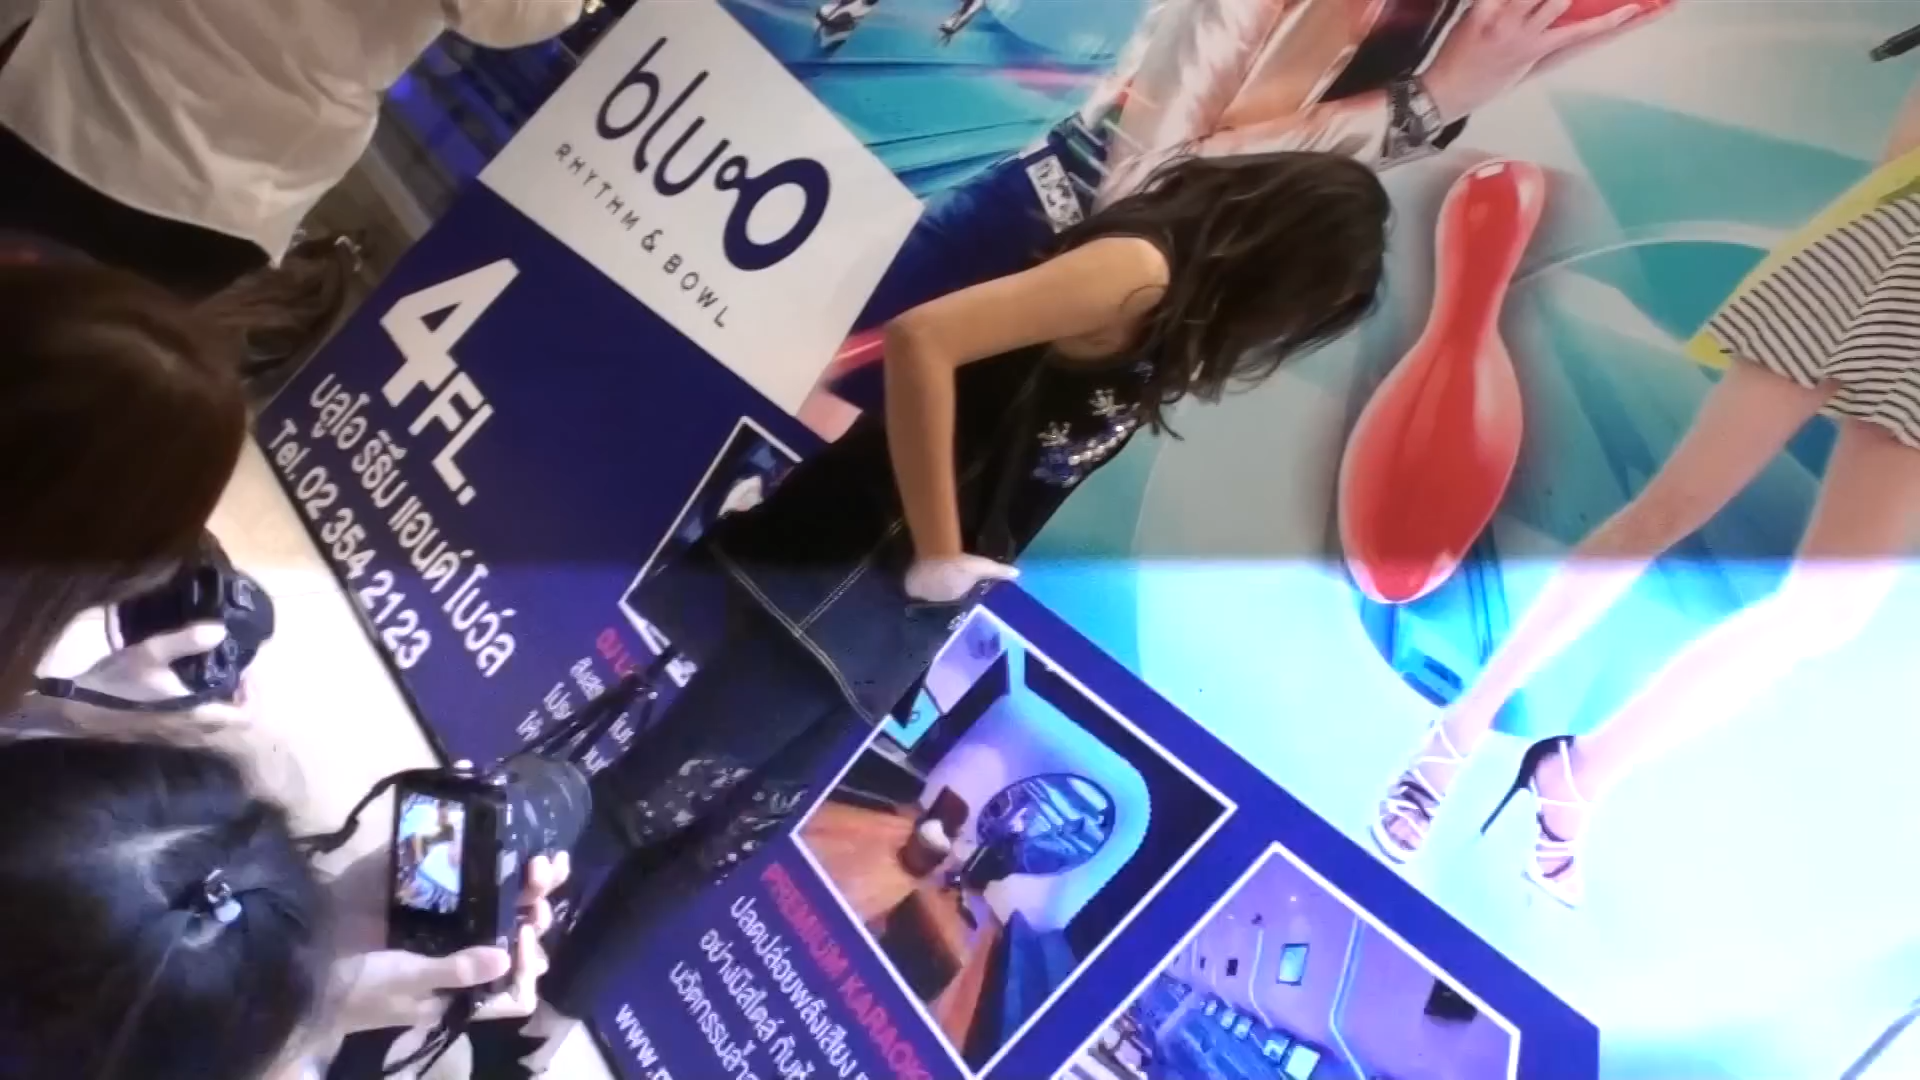 blu-O
RHYTHM & BOWL
4FL.
บลูโอ ริธึ่ม แอนด์ โบว์ล
Tel. 02 354 2123
PREMIUM KARAOK
ปลดปล่อยพลังเสียง
อย่างมีสไตล์ กับ
นวัตกรรมล้ำ
www.